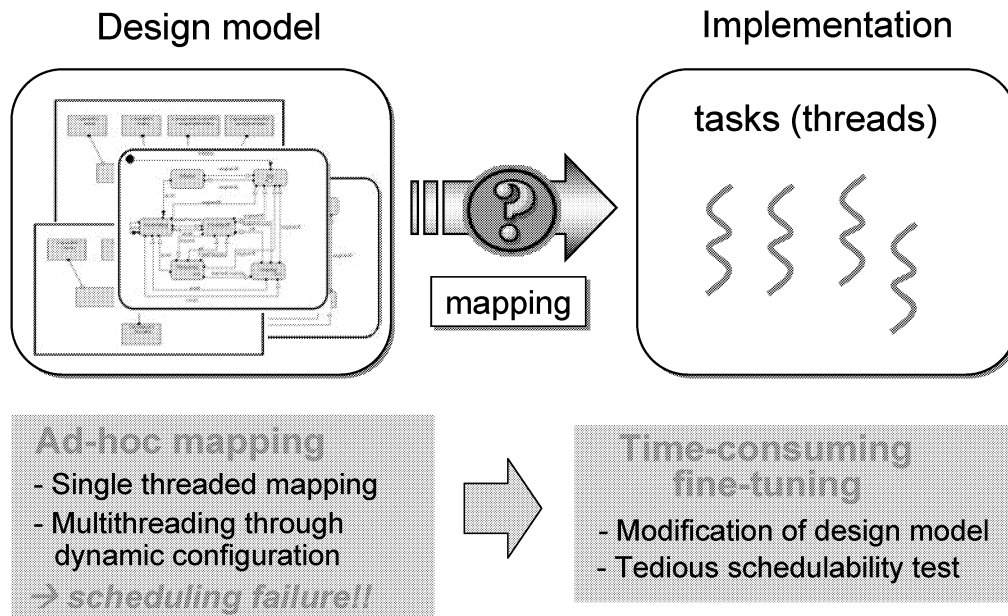 Design model
Implementation
tasks (threads)
?
mapping
Ad-hoc mapping
- Single threaded mapping
- Multithreading through
dynamic configuration
→ scheduling failure!!
Time-consuming
fine-tuning
- Modification of design model
- Tedious schedulability test